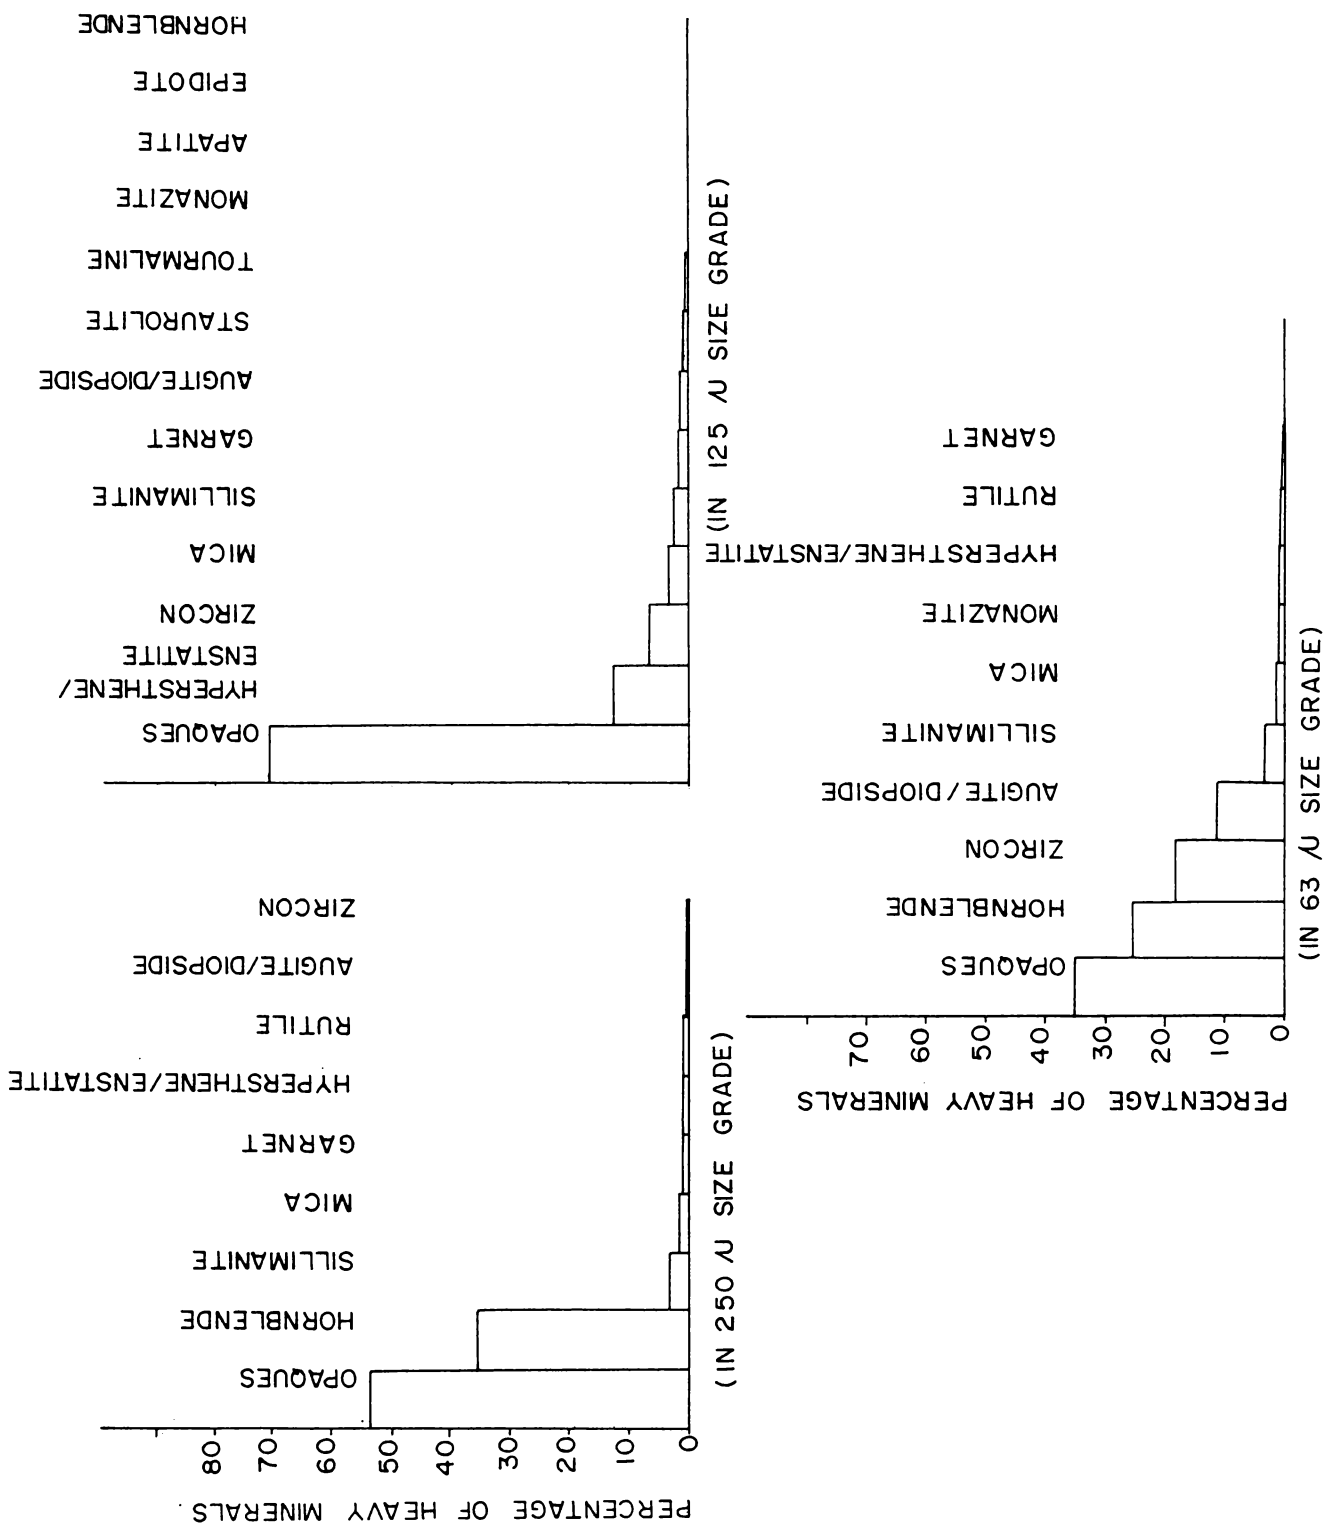 PERCENTAGE OF HEAVY MINERALS
80
70
60
50
40
30
20
10
0
OPAQUES
HORNBLENDE
SILLIMANITE
MICA
GARNET
HYPERSTHENE/ENSTATITE
RUTILE
AUGITE/DIOPSIDE
ZIRCON
(IN 250 /U SIZE GRADE)
OPAQUES
HYPERSTHENE/
ENSTATITE
ZIRCON
MICA
SILLIMANITE
GARNET
AUGITE/DIOPSIDE
STAUROLITE
TOURMALINE
MONAZITE
APATITE
EPIDOTE
HORNBLENDE
(IN 125 /U SIZE GRADE)
PERCENTAGE OF HEAVY MINERALS
70
60
50
40
30
20
10
0
OPAQUES
HORNBLENDE
ZIRCON
AUGITE/DIOPSIDE
SILLIMANITE
MICA
MONAZITE
HYPERSTHENE/ENSTATITE
RUTILE
GARNET
(IN 63 /U SIZE GRADE)